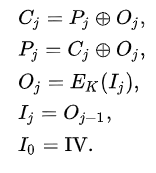 C_j = P_j ⊕ O_j,
P_j = C_j ⊕ O_j,
O_j = E_K(I_j),
I_j = O_{j-1},
I_0 = IV.